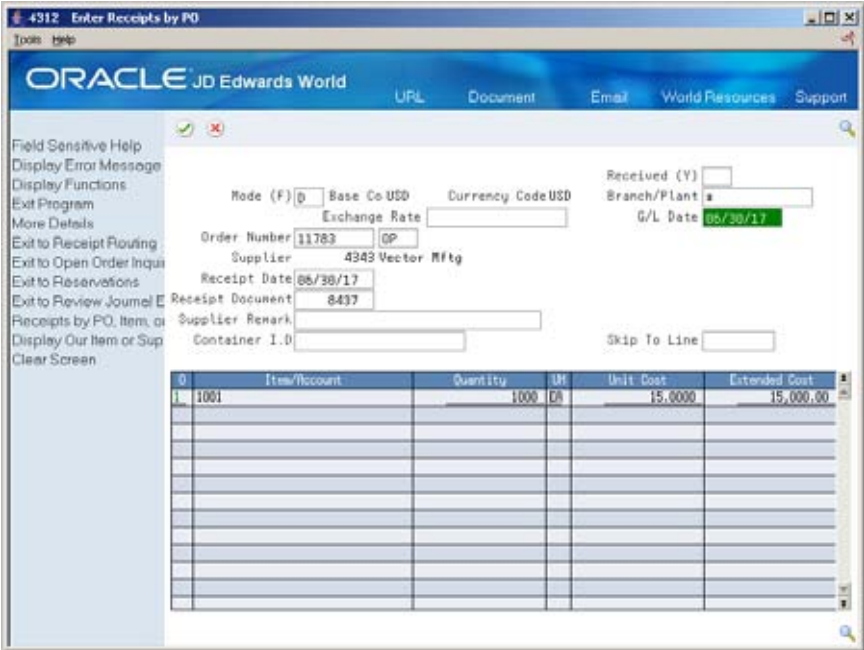 4312 Enter Receipts by PO
Tools Help
ORACLE JD Edwards World
URL Document Email World Resources Support
Field Sensitive Help
Display Error Message
Display Functions
Exit Program
More Details
Exit to Receipt Routing
Exit to Open Order Inqui
Exit to Reservations
Exit to Review Journal E
Receipts by PO, Item, or
Display Our Item or Sup
Clear Screen
Received (Y)
Mode (F) D Base Co USD Currency Code USD Branch/Plant *
Exchange Rate G/L Date 06/30/17
Order Number 11783 OP
Supplier 4343 Vector Mftg
Receipt Date 06/30/17
Receipt Document 8437
Supplier Remark
Container I.D Skip To Line
O Item/Account Quantity UM Unit Cost Extended Cost
1 1001 1000 EA 15.0000 15,000.00